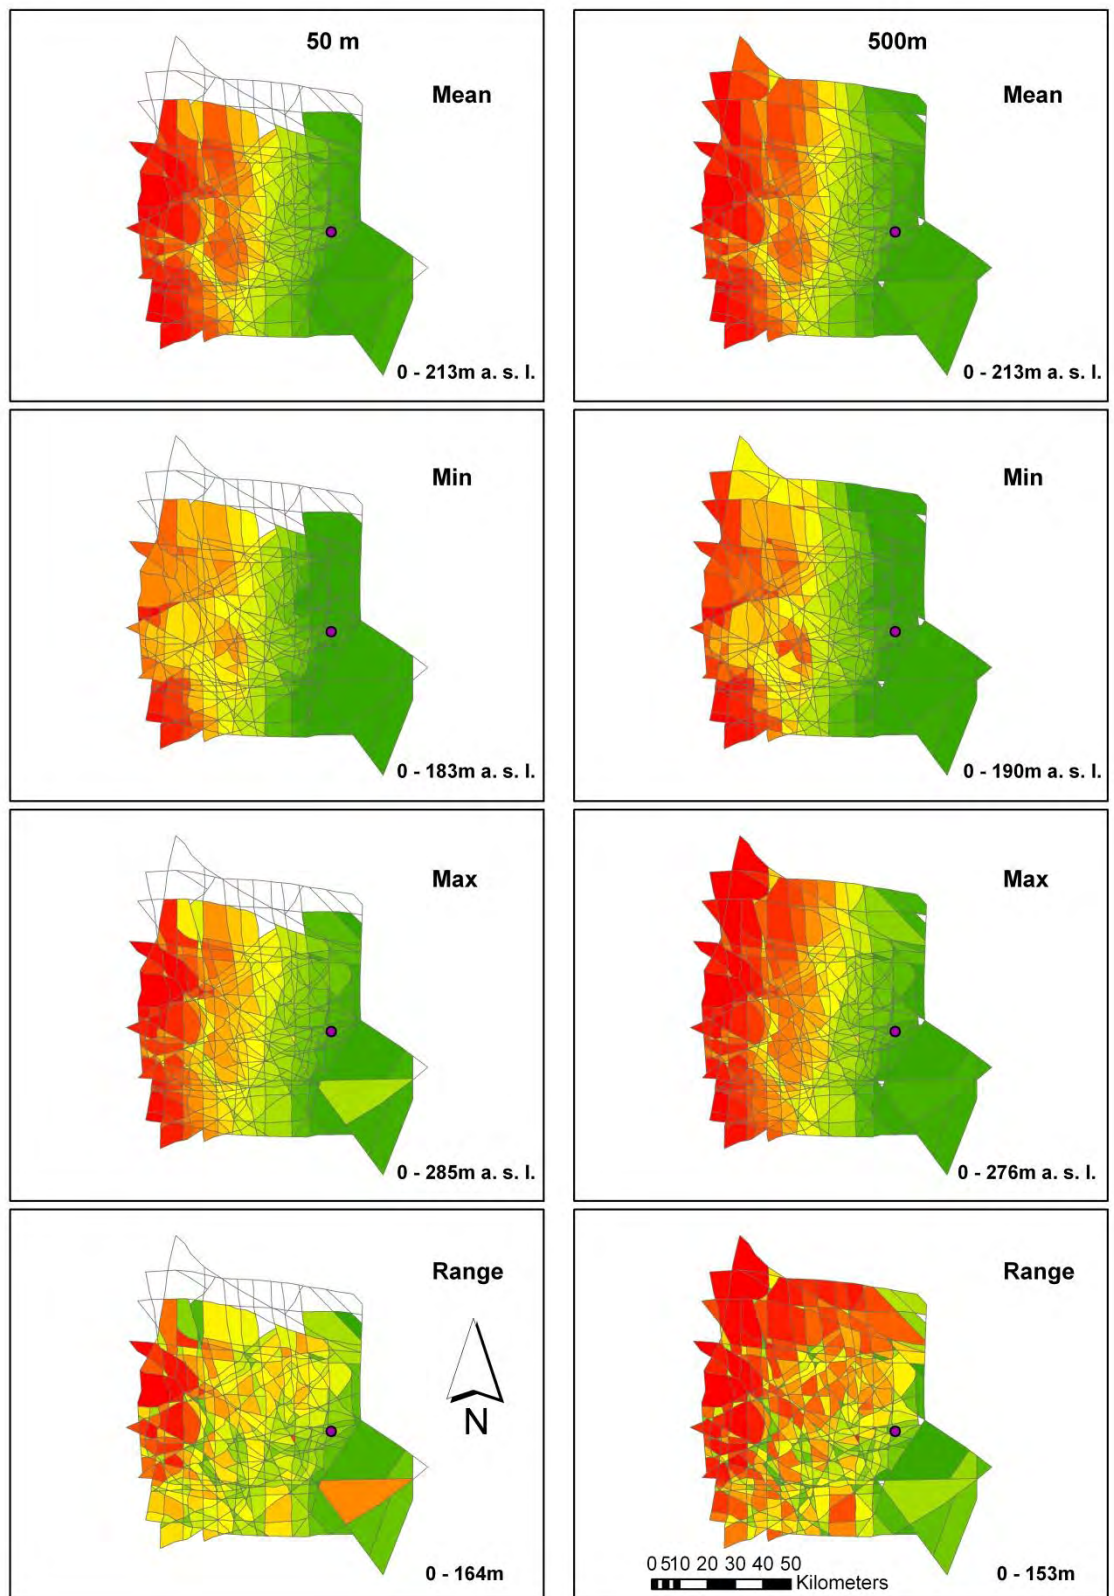 50 m
500m
Mean
Mean
0 - 213m a. s. l.
0 - 213m a. s. l.
Min
Min
0 - 183m a. s. l.
0 - 190m a. s. l.
Max
Max
0 - 285m a. s. l.
0 - 276m a. s. l.
Range
Range
N
0 - 164m
0 5 10 20 30 40 50
Kilometers
0 - 153m